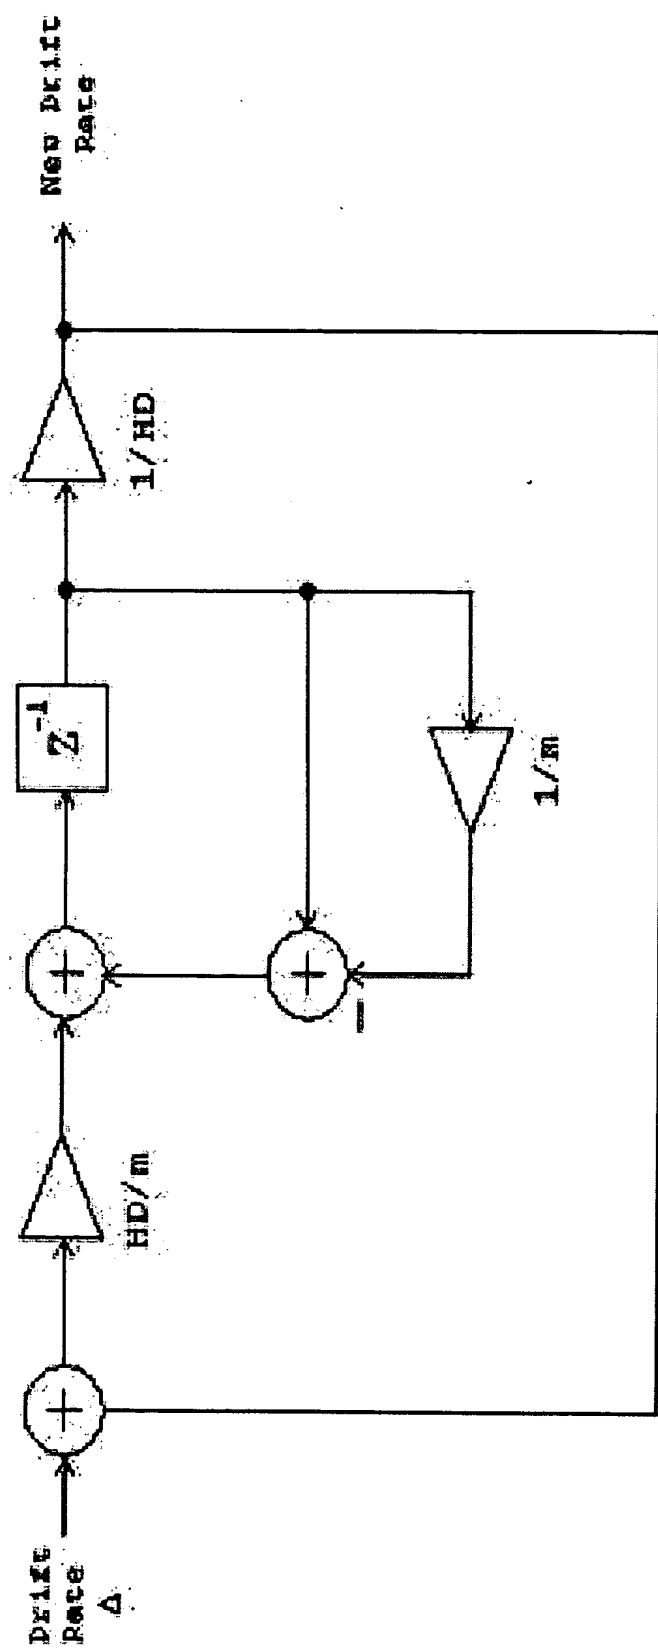 Drift
Rate
Δ
+
HD/m
+
Z⁻¹
1/HD
New Drift
Rate
+
−
1/m